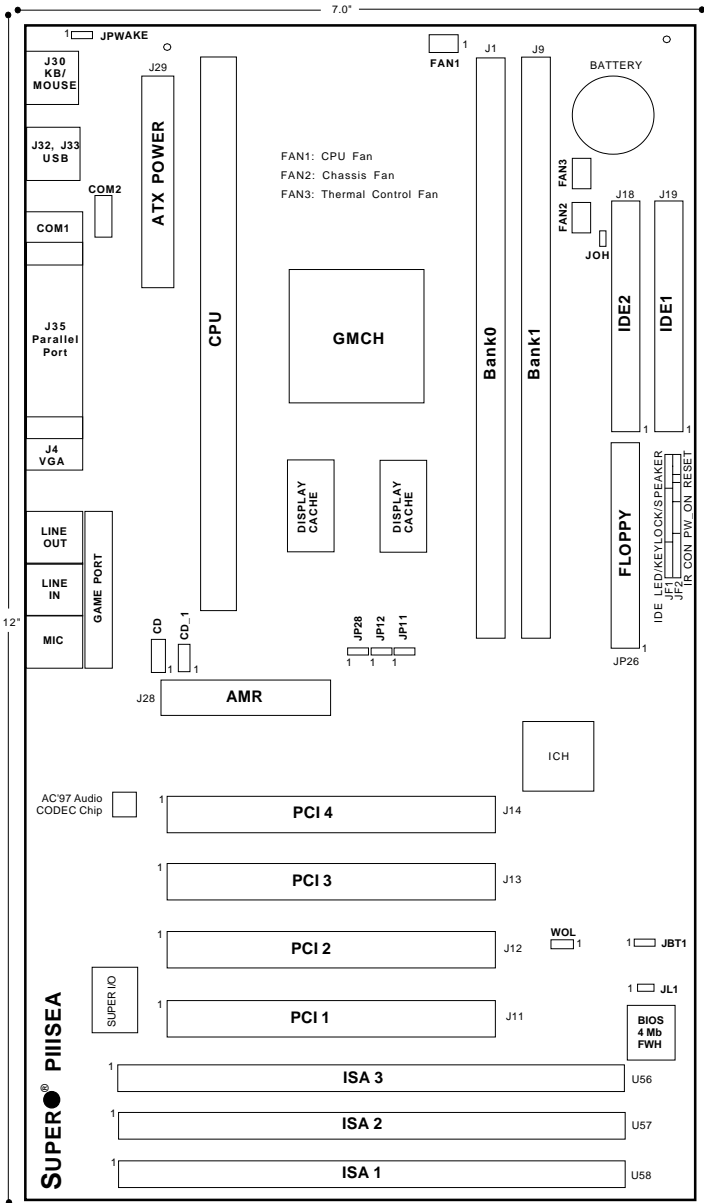 7.0"
1 JPWAKE
J30
KB/
MOUSE
J29
FAN1
1
J1
J9
BATTERY
J32, J33
USB
COM2
ATX POWER
FAN1: CPU Fan
FAN2: Chassis Fan
FAN3: Thermal Control Fan
FAN3
FAN2
J18
J19
JOH
COM1
J35
Parallel
Port
CPU
GMCH
Bank0
Bank1
IDE2
IDE1
1
1
J4
VGA
DISPLAY
CACHE
DISPLAY
CACHE
FLOPPY
IDE LED/KEYLOCK/SPEAKER
JF1
JF2
IR CON PW_ON RESET
LINE
OUT
LINE
IN
MIC
GAME PORT
12"
CD
1
CD_1
1
JP28
1
JP12
1
JP11
1
1
JP26
J28
AMR
ICH
AC'97 Audio
CODEC Chip
1
PCI 4
J14
1
PCI 3
J13
1
PCI 2
J12
WOL
1
1
JBT1
SUPER I/O
1
PCI 1
J11
1
JL1
BIOS
4 Mb
FWH
1
ISA 3
U56
1
ISA 2
U57
1
ISA 1
U58
SUPER® PIIISEA